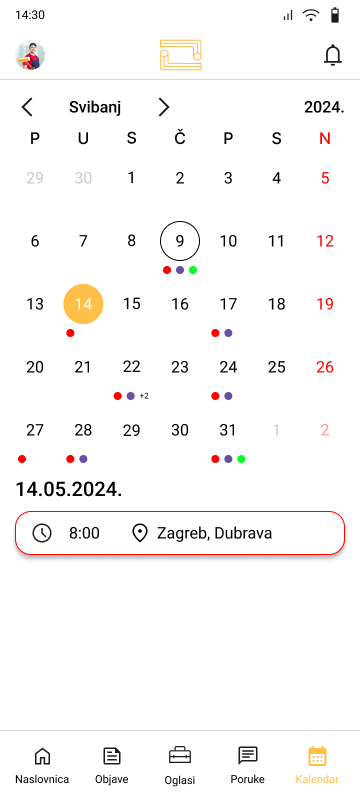 14:30
Svibanj 2024.
P U S Č P S N
29 30 1 2 3 4 5
6 7 8 9 10 11 12
13 14 15 16 17 18 19
20 21 22 23 24 25 26
+2
27 28 29 30 31 1 2
14.05.2024.
8:00 Zagreb, Dubrava
Naslovnica Objave Oglasi Poruke Kalendar